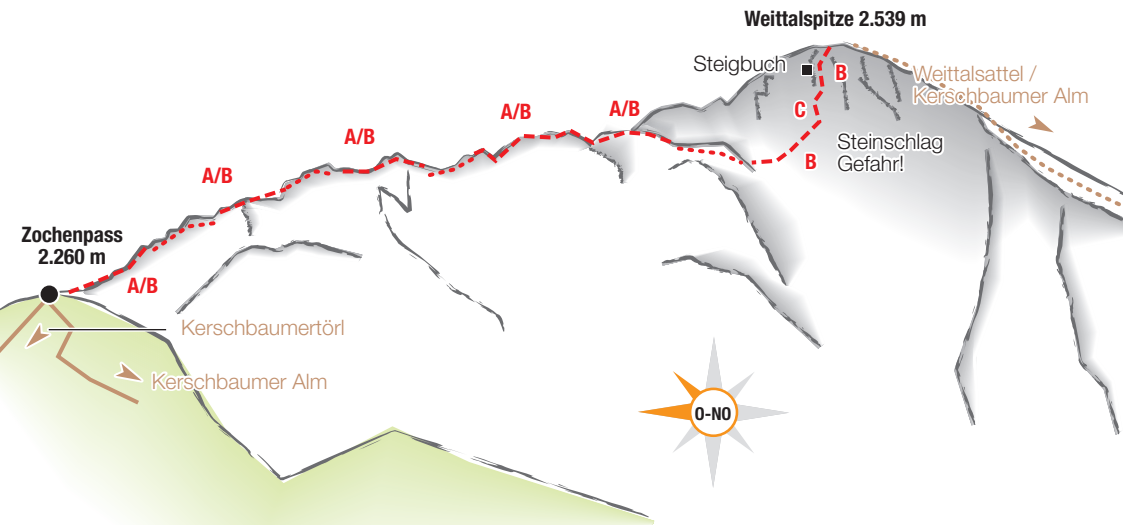 Weittalspitze 2.539 m
Steigbuch
B
Weittalsattel /
Kerschbaumer Alm
C
A/B
A/B
A/B
Steinschlag
Gefahr!
B
A/B
Zochenpass
2.260 m
A/B
Kerschbaumertörl
Kerschbaumer Alm
O-NO